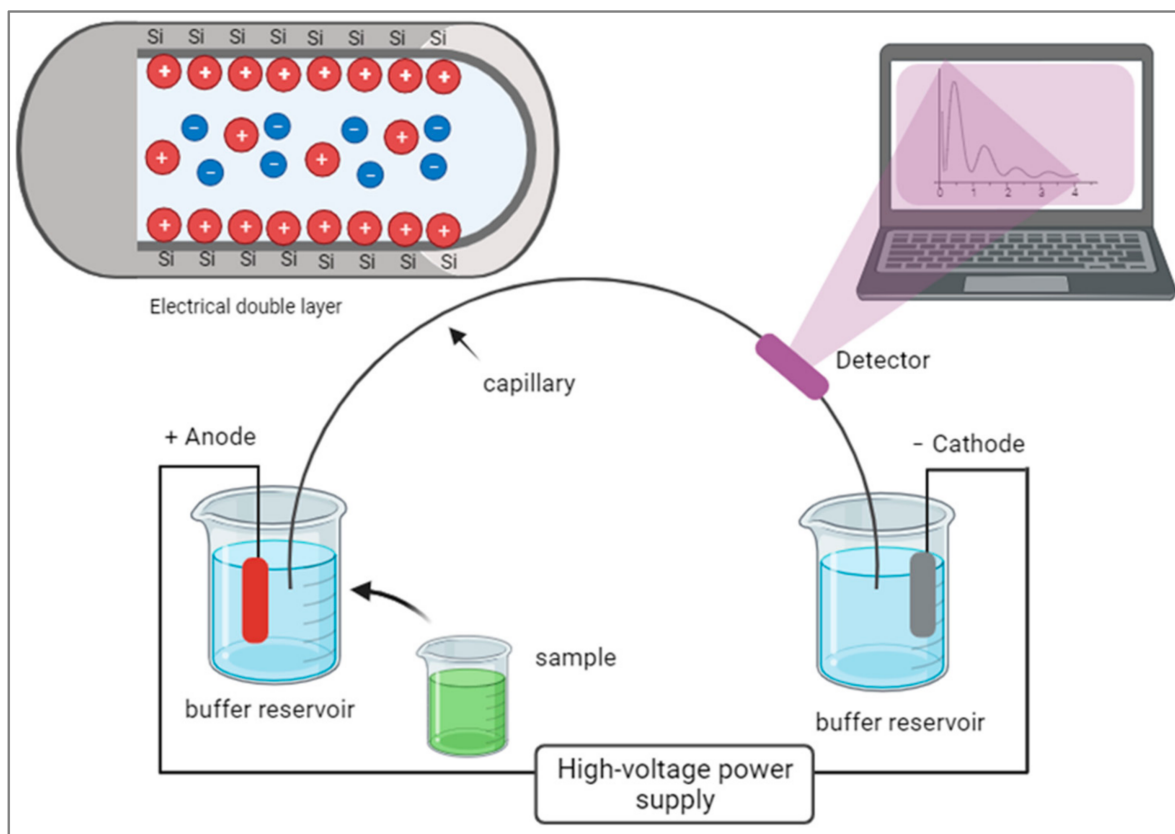 Si Si Si Si Si Si Si Si
+ + + + + + + +
− + − − + −
+ − − + − −
+ + + + + + + +
Si Si Si Si Si Si Si Si
Electrical double layer
0 1 2 3 4
capillary
Detector
+ Anode
− Cathode
sample
buffer reservoir
buffer reservoir
High-voltage power
supply